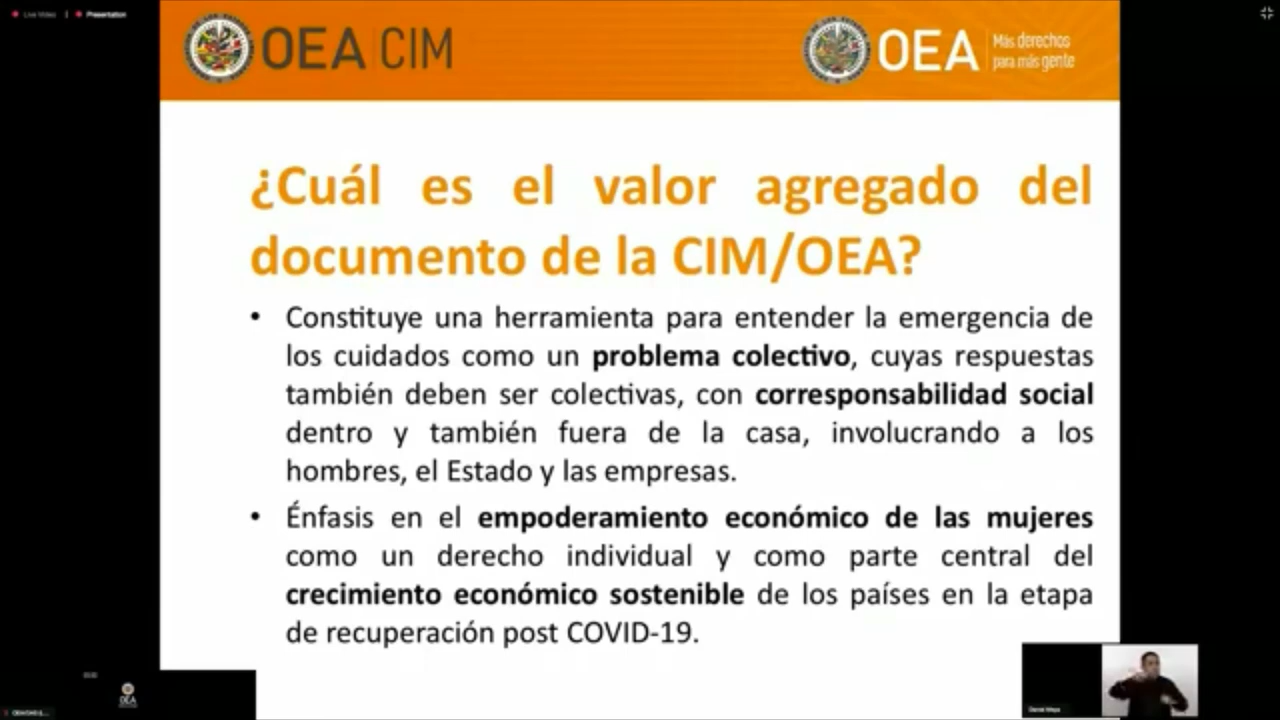 Live Video
Presentation
OEA CIM
OEA
Más derechos
para más gente
¿Cuál es el valor agregado del
documento de la CIM/OEA?
• Constituye una herramienta para entender la emergencia de
los cuidados como un problema colectivo, cuyas respuestas
también deben ser colectivas, con corresponsabilidad social
dentro y también fuera de la casa, involucrando a los
hombres, el Estado y las empresas.
• Énfasis en el empoderamiento económico de las mujeres
como un derecho individual y como parte central del
crecimiento económico sostenible de los países en la etapa
de recuperación post COVID-19.
OEA